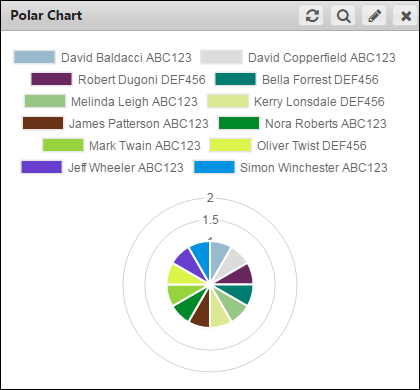 Polar Chart
David Baldacci ABC123 David Copperfield ABC123
Robert Dugoni DEF456 Bella Forrest DEF456
Melinda Leigh ABC123 Kerry Lonsdale DEF456
James Patterson ABC123 Nora Roberts ABC123
Mark Twain ABC123 Oliver Twist DEF456
Jeff Wheeler ABC123 Simon Winchester ABC123
2
1.5